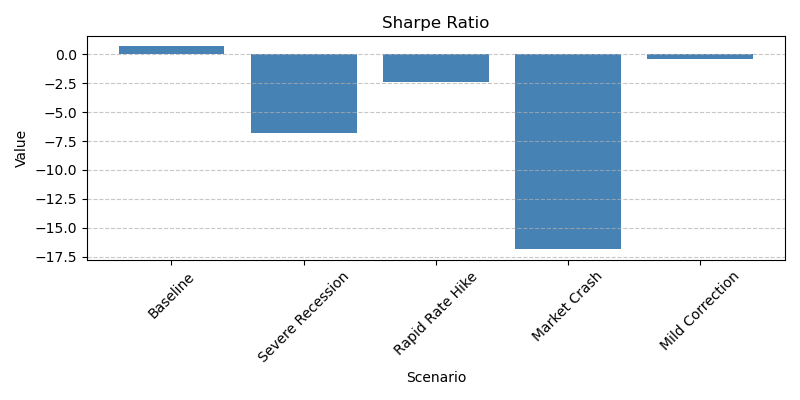 Sharpe Ratio
Value
0.0
−2.5
−5.0
−7.5
−10.0
−12.5
−15.0
−17.5
Baseline
Severe Recession
Rapid Rate Hike
Market Crash
Mild Correction
Scenario